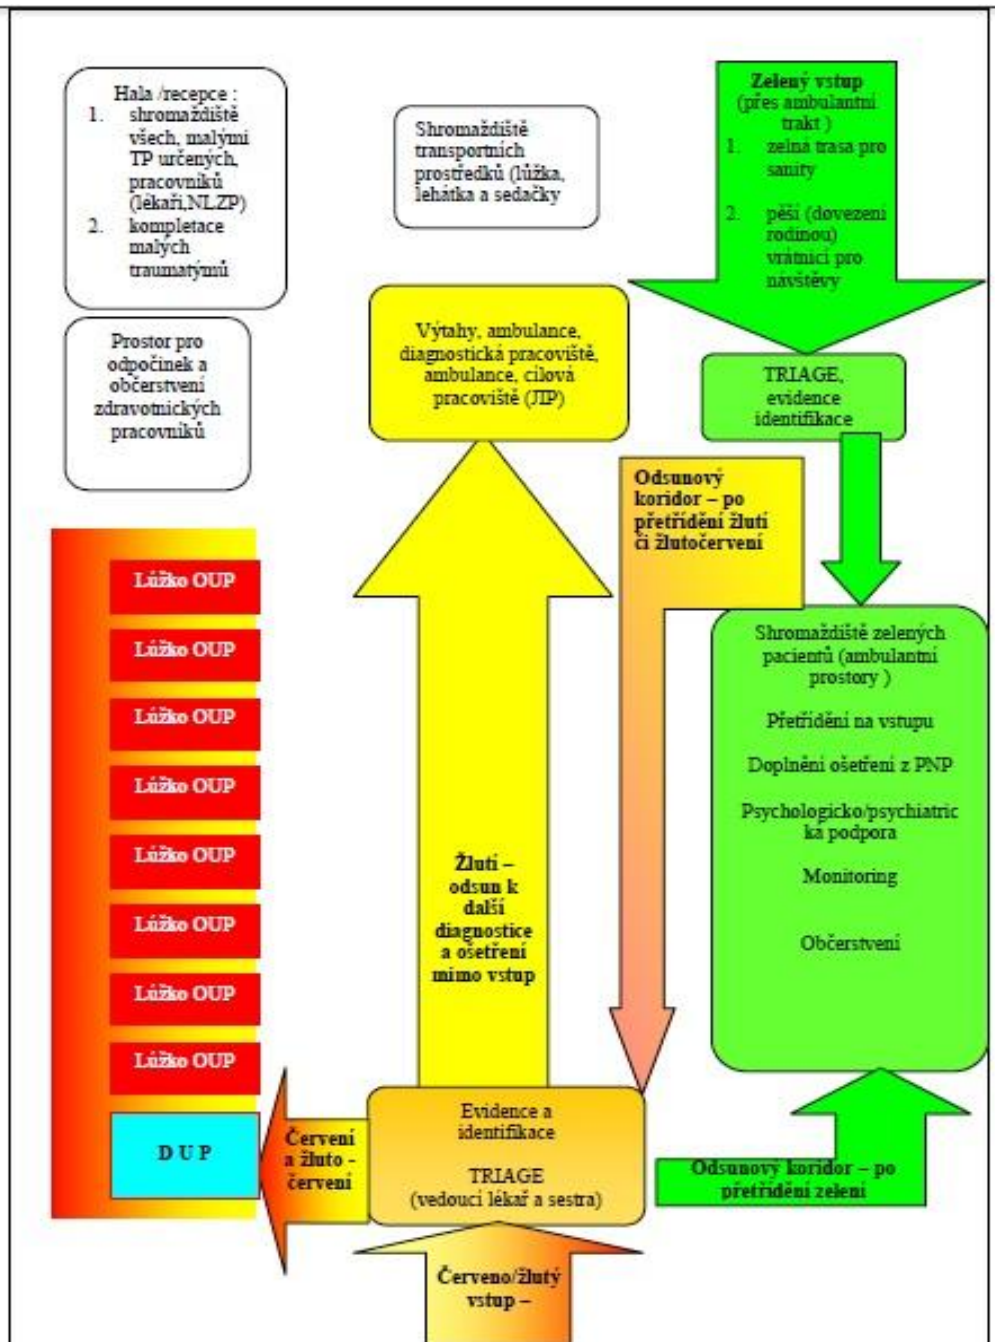 Hala /recepce :
1. shromaždiště
všech, malými
TP určených,
pracovníků
(lékaři,NLZP)
2. kompletace
malých
traumatýmů
Shromaždiště
transportních
prostředků (lůžka,
lehátka a sedačky
Zelený vstup
(přes ambulantní
trakt )
1. zelná trasa pro
sanity
2. pěší (dovezení
rodinou)
vrátnicí pro
návštěvy
Prostor pro
odpočinek a
občerstvení
zdravotnických
pracovníků
Výtahy, ambulance,
diagnostická pracoviště,
ambulance, cílová
pracoviště (JIP)
TRIAGE,
evidence
identifikace
Odsunový
koridor – po
přetřídění žlutí
či žlutočervení
Lůžko OUP
Lůžko OUP
Lůžko OUP
Lůžko OUP
Lůžko OUP
Lůžko OUP
Lůžko OUP
Lůžko OUP
D U P
Shromaždiště zelených
pacientů (ambulantní
prostory )
Přetřídění na vstupu
Doplnění ošetření z PNP
Psychologicko/psychiatric
ká podpora
Monitoring
Občerstvení
Žlutí –
odsun k
další
diagnostice
a ošetření
mimo vstup
Červení
a žluto -
červení
Evidence a
identifikace
TRIAGE
(vedoucí lékař a sestra)
Odsunový koridor – po
přetřídění zelení
Červeno/žlutý
vstup –